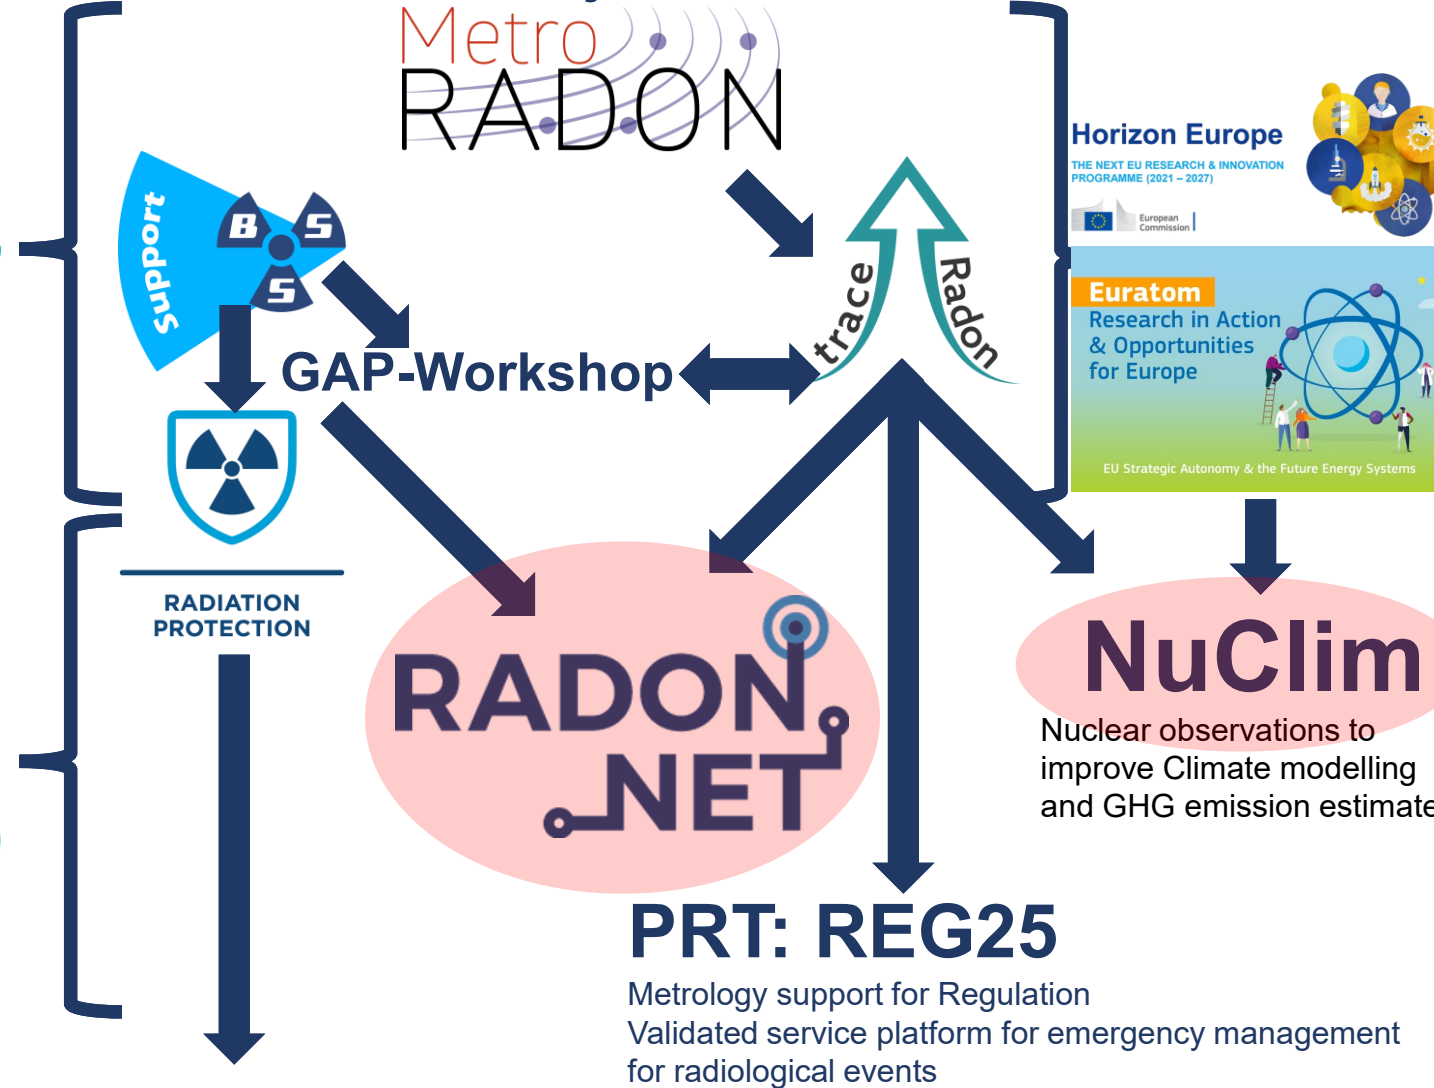 Metro
RADON
Horizon Europe
THE NEXT EU RESEARCH & INNOVATION
PROGRAMME (2021 – 2027)
European
Commission
Support
B S
S
trace
Radon
Euratom
Research in Action
& Opportunities
for Europe
EU Strategic Autonomy & the Future Energy Systems
GAP-Workshop
RADIATION
PROTECTION
RADON
NET
NuClim
Nuclear observations to
improve Climate modelling
and GHG emission estimate
PRT: REG25
Metrology support for Regulation
Validated service platform for emergency management
for radiological events